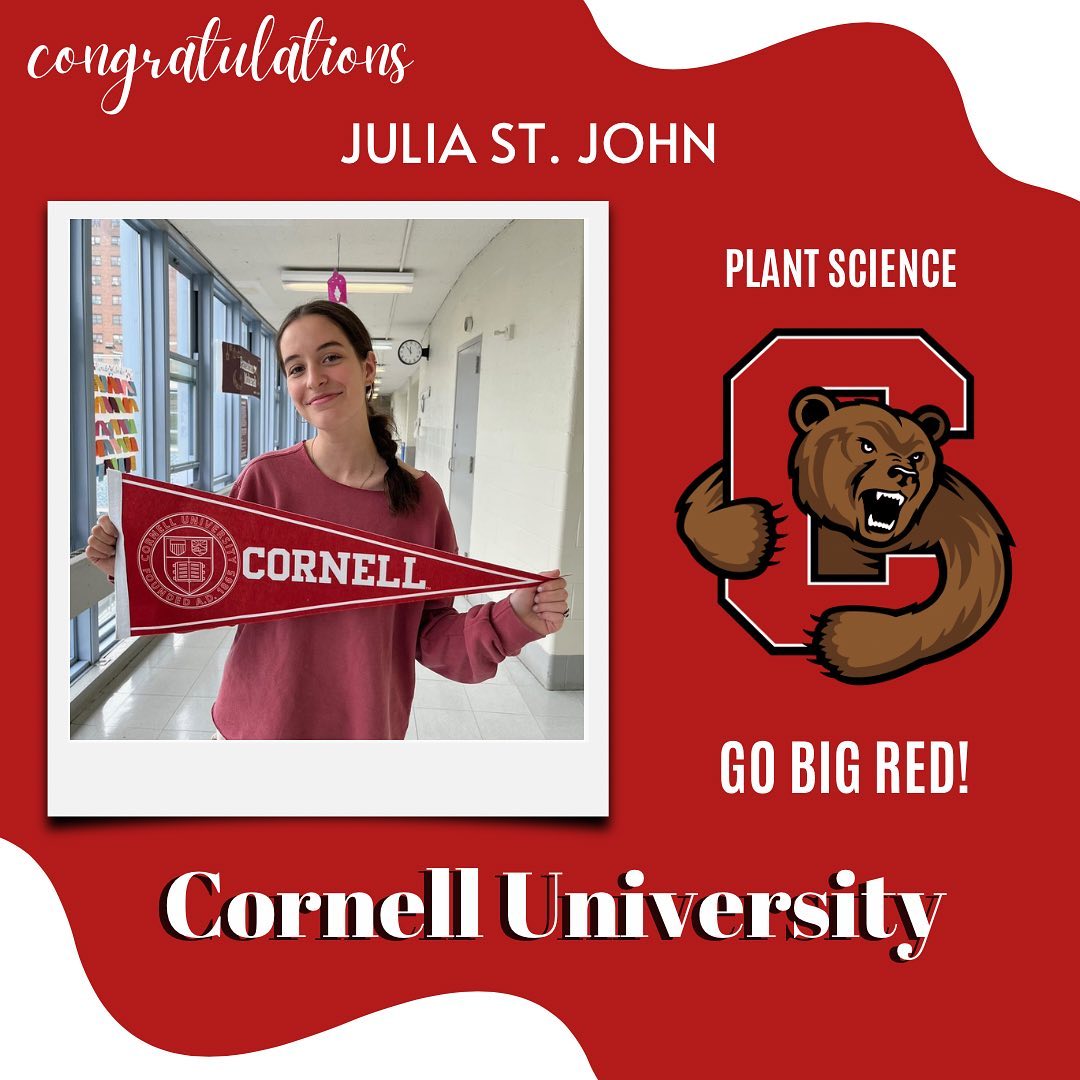 congratulations
JULIA ST. JOHN
PLANT SCIENCE
CORNELL UNIVERSITY
FOUNDED A.D. 1865
CORNELL
GO BIG RED!
Cornell University